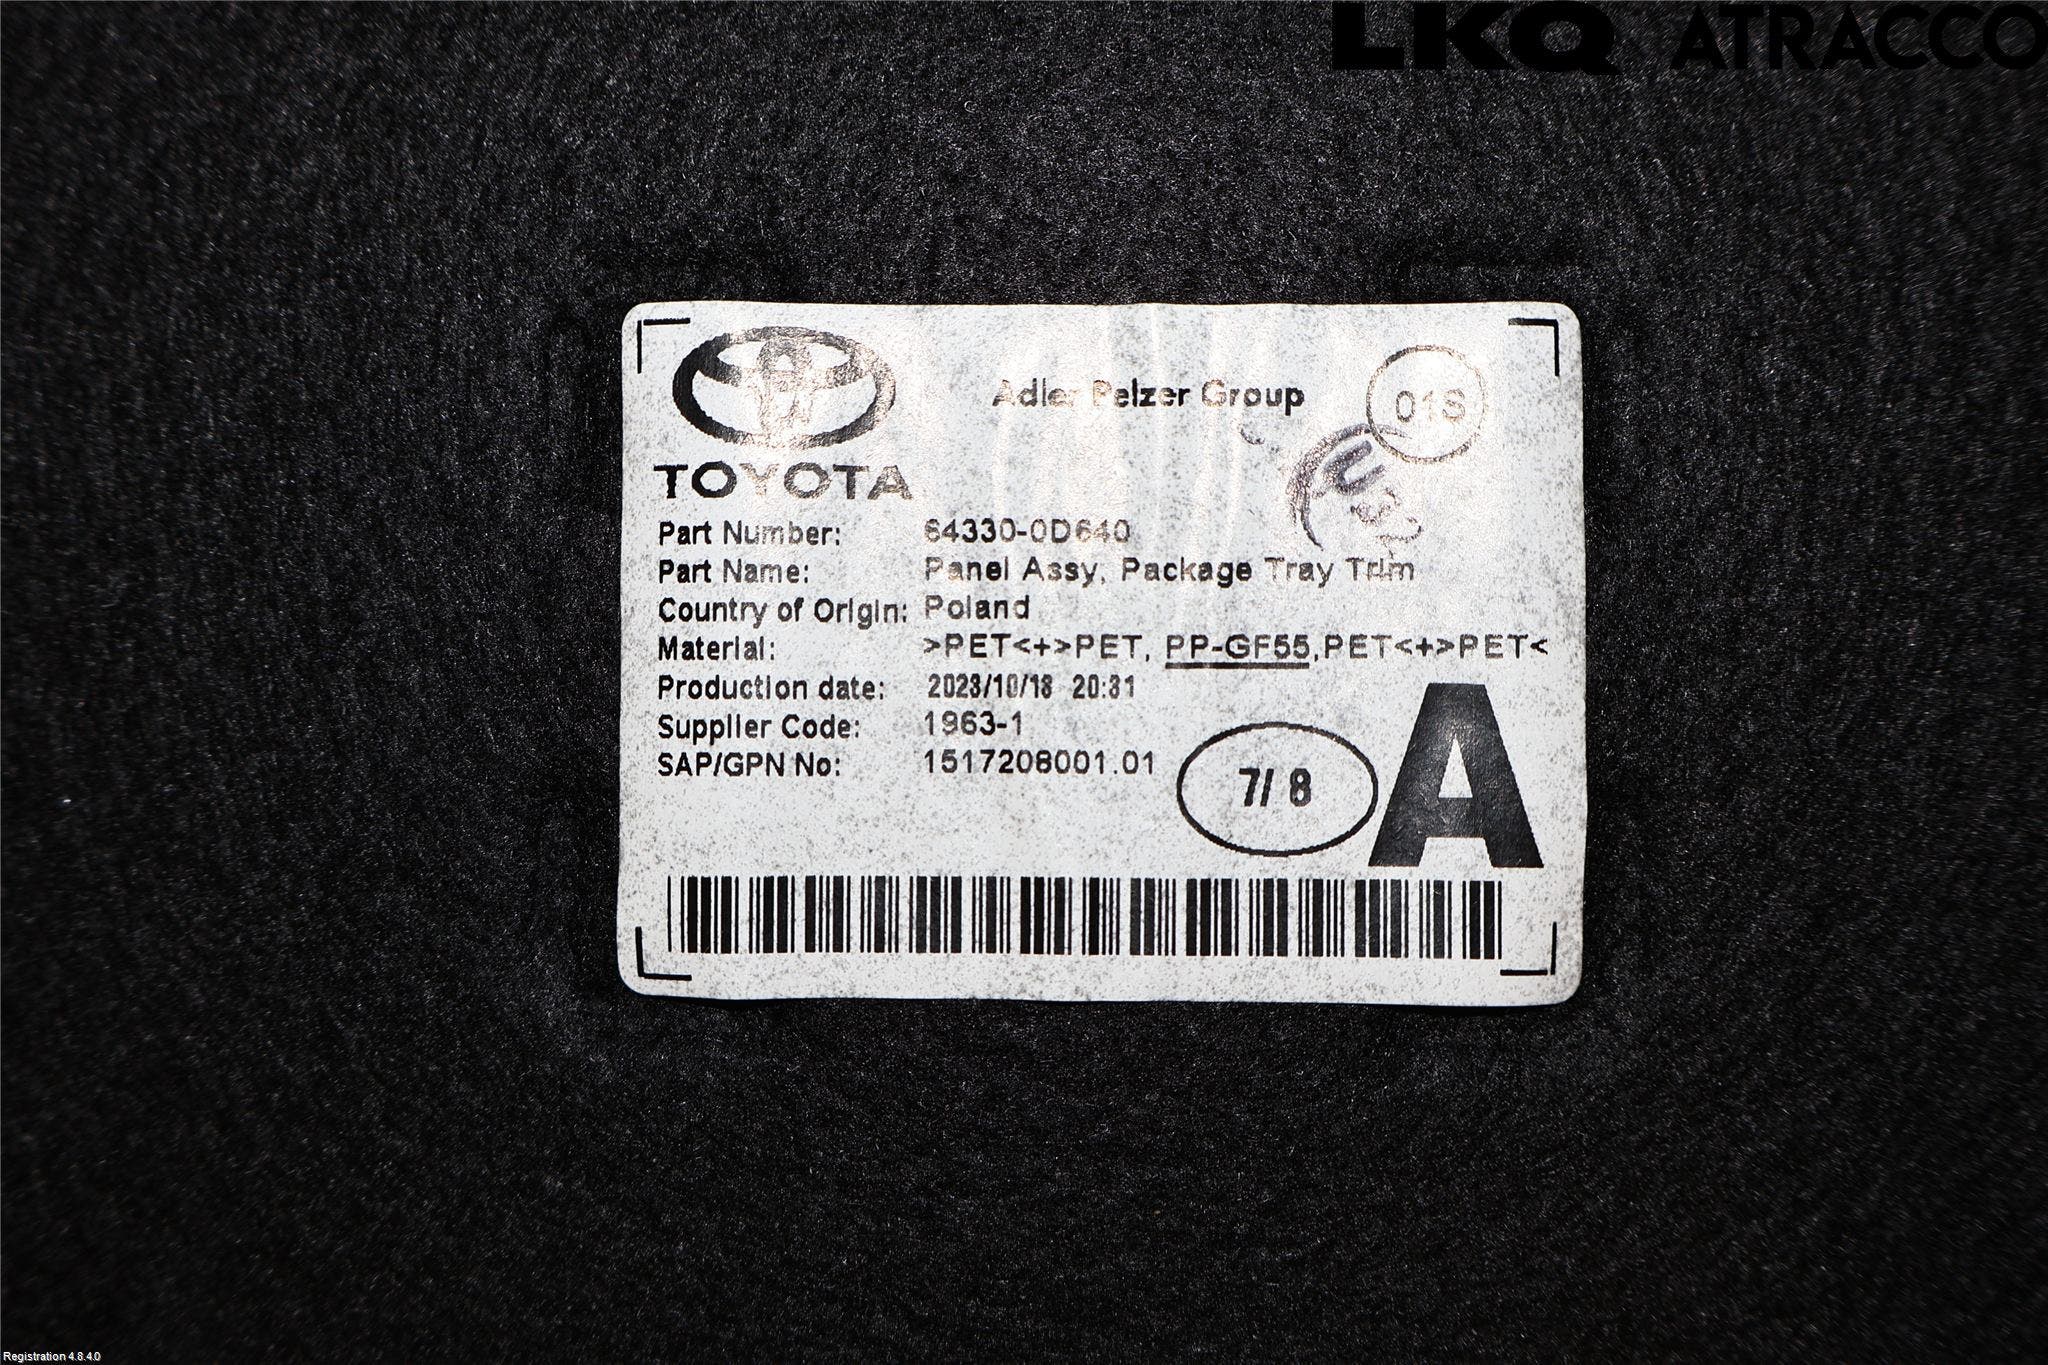 LKQ ATRACCO
Adler Pelzer Group
01S
TOYOTA
Part Number: 64330-0D640
Part Name: Panel Assy, Package Tray Trim
Country of Origin: Poland
Material: >PET<+>PET, PP-GF55,PET<+>PET<
Production date: 2023/10/18 20:31
Supplier Code: 1963-1
SAP/GPN No: 1517208001.01
7/ 8
A
Registration 4.8.4.0